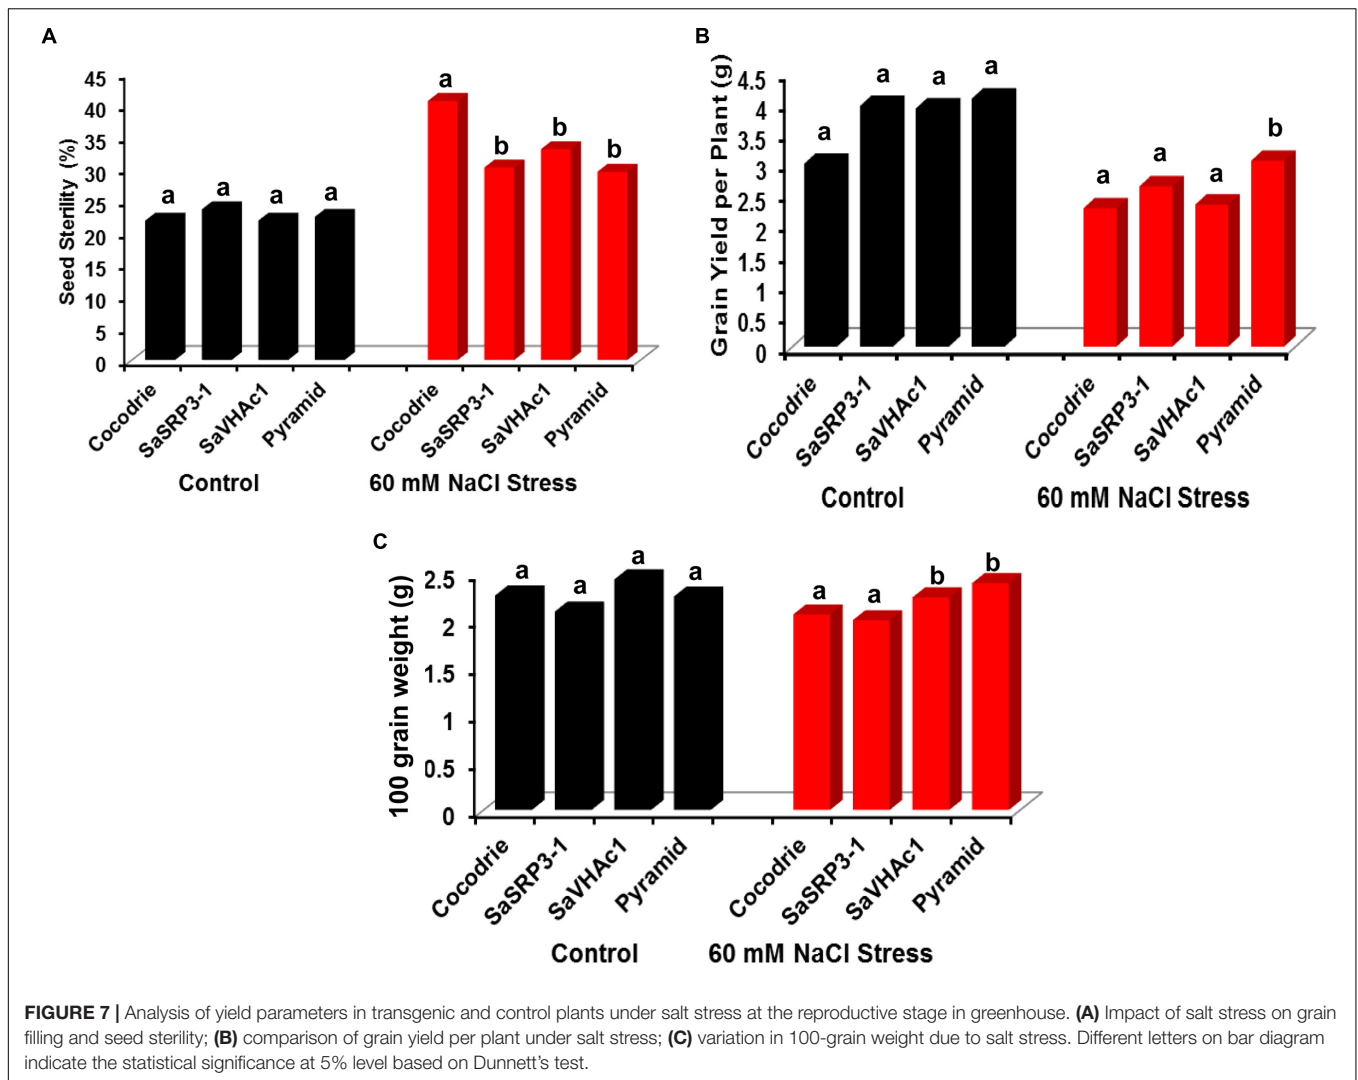 A
Seed Sterility (%)
45
40
35
30
25
20
15
10
5
0
a
a
a
a
a
b
b
b
Cocodrie
SaSRP3-1
SaVHAc1
Pyramid
Cocodrie
SaSRP3-1
SaVHAc1
Pyramid
Control
60 mM NaCl Stress
B
Grain Yield per Plant (g)
4.5
4
3.5
3
2.5
2
1.5
1
0.5
0
a
a
a
a
a
a
a
b
Cocodrie
SaSRP3-1
SaVHAc1
Pyramid
Cocodrie
SaSRP3-1
SaVHAc1
Pyramid
Control
60 mM NaCl Stress
C
100 grain weight (g)
2.5
2
1.5
1
0.5
0
a
a
a
a
a
a
b
b
Cocodrie
SaSRP3-1
SaVHAc1
Pyramid
Cocodrie
SaSRP3-1
SaVHAc1
Pyramid
Control
60 mM NaCl Stress
FIGURE 7 | Analysis of yield parameters in transgenic and control plants under salt stress at the reproductive stage in greenhouse. (A) Impact of salt stress on grain
filling and seed sterility; (B) comparison of grain yield per plant under salt stress; (C) variation in 100-grain weight due to salt stress. Different letters on bar diagram
indicate the statistical significance at 5% level based on Dunnett's test.